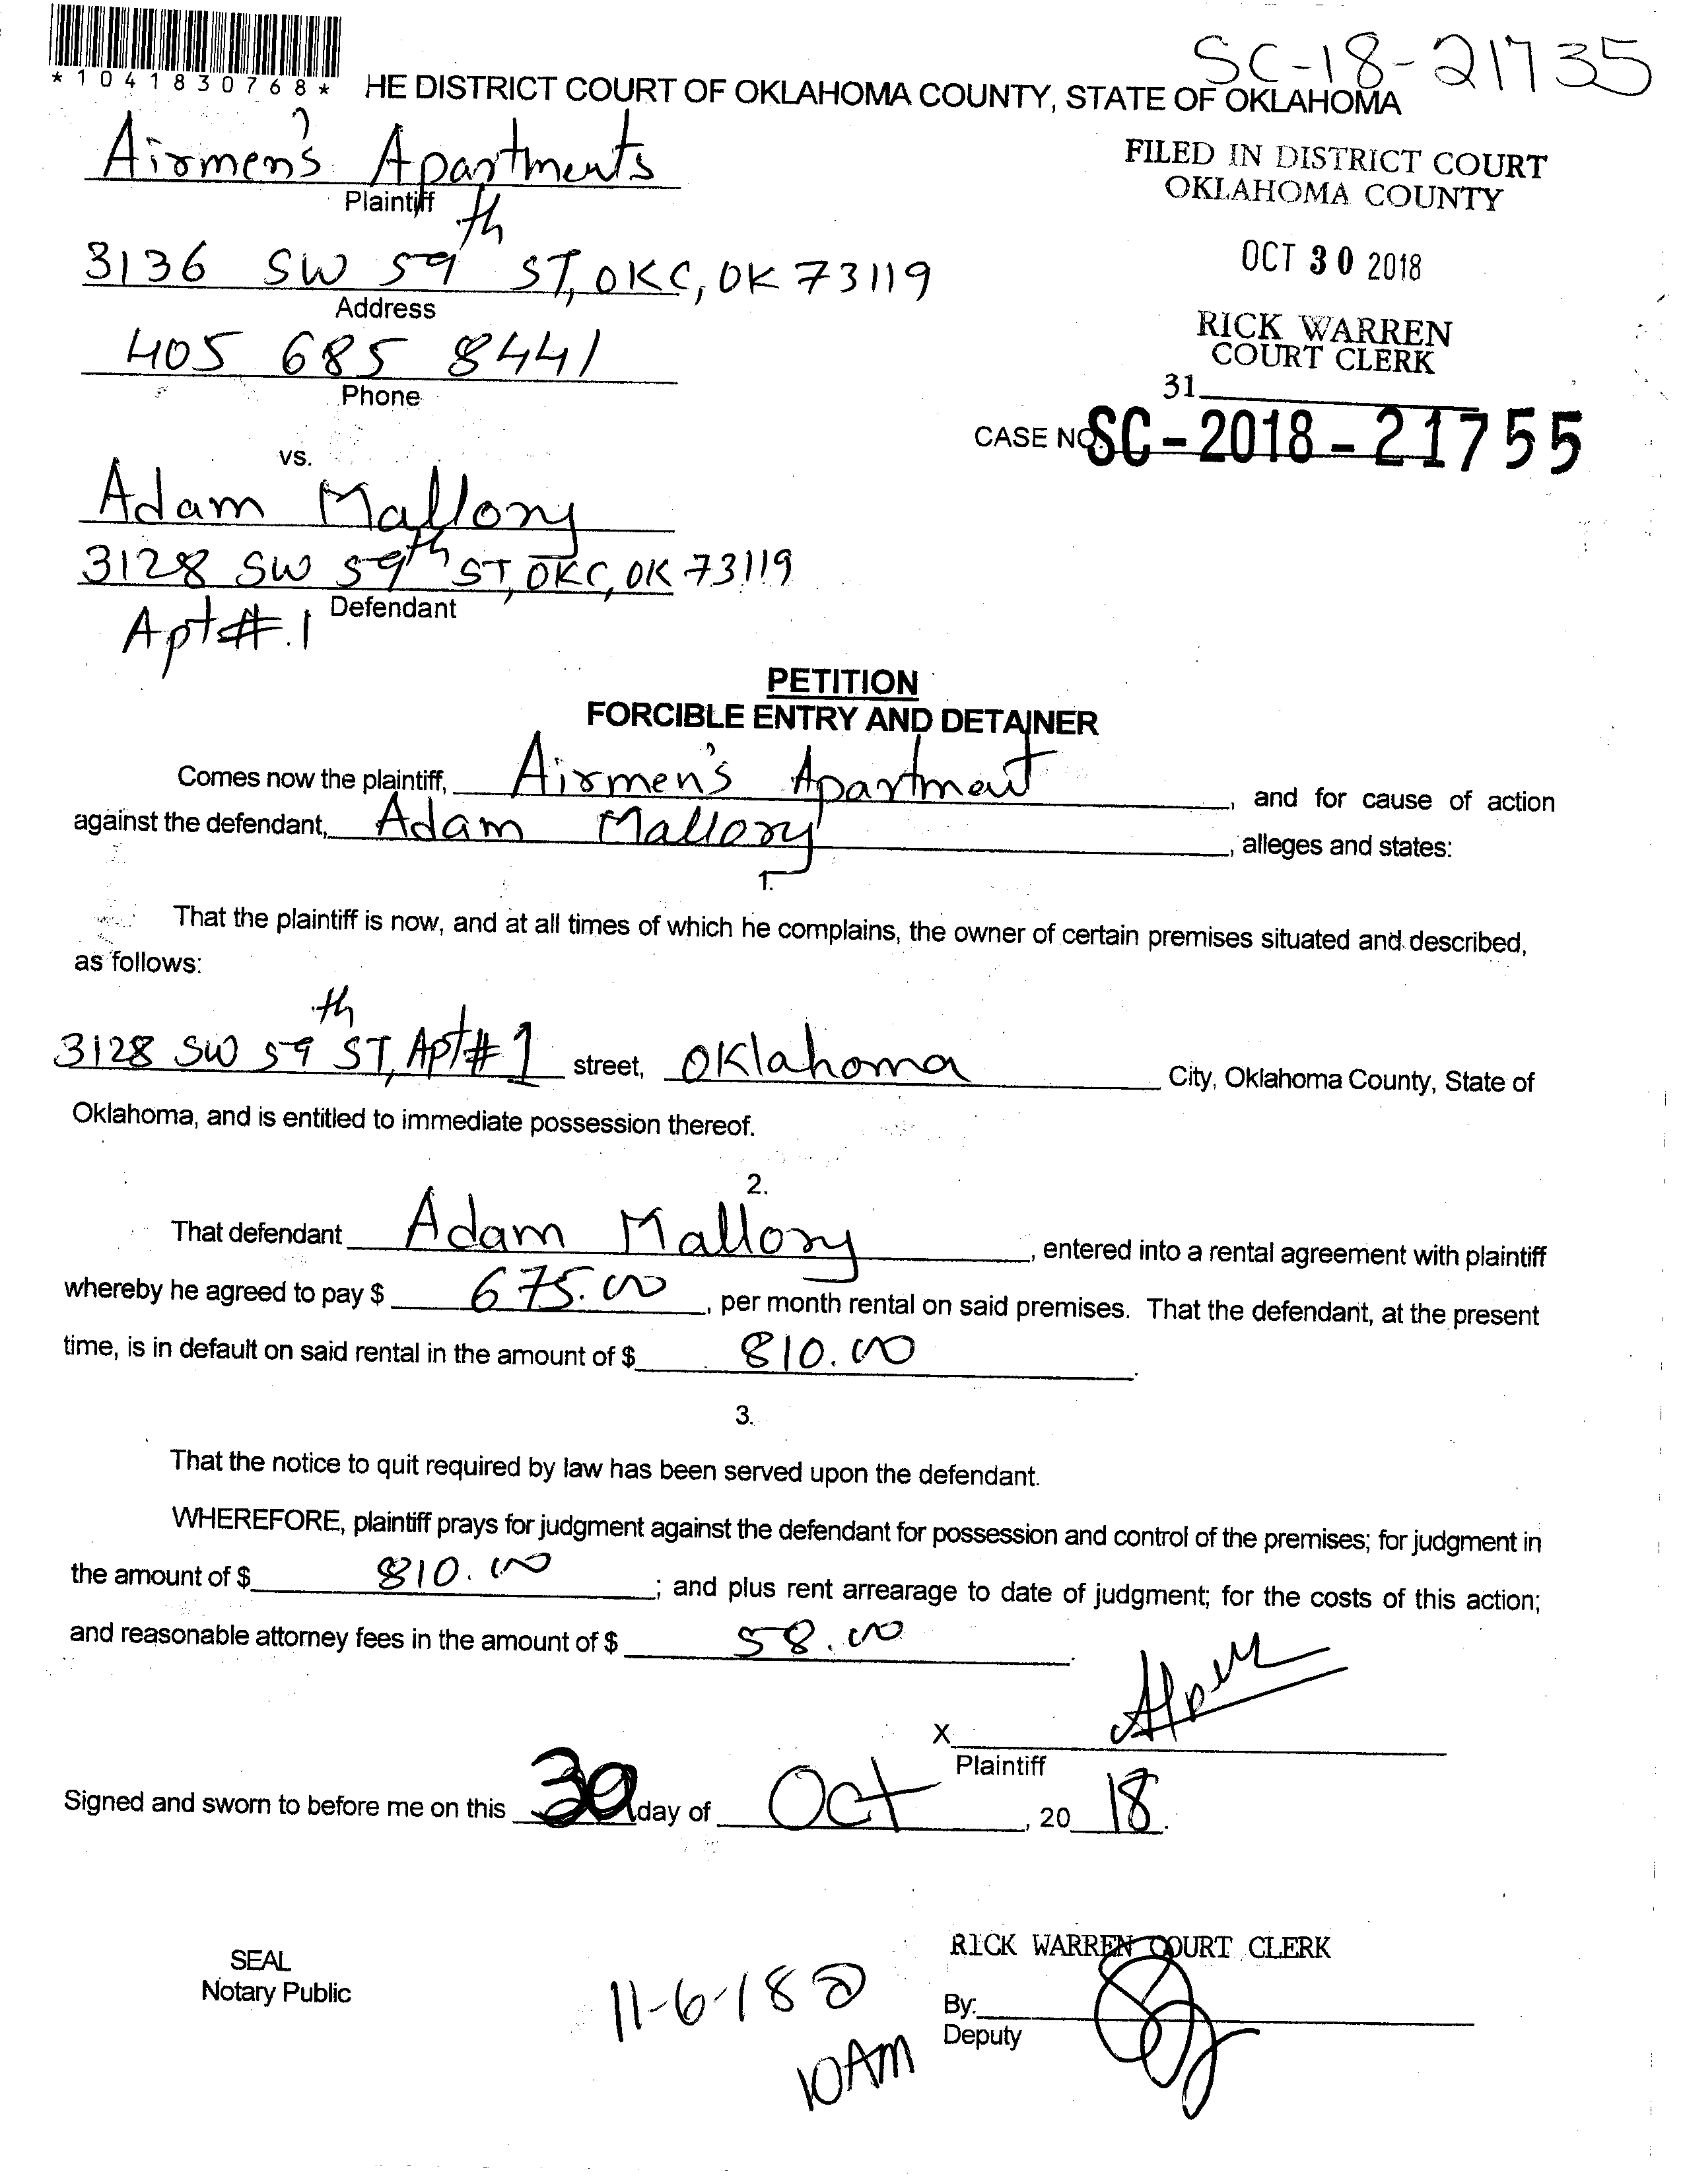 SC-18-21735
*1041830768*
HE DISTRICT COURT OF OKLAHOMA COUNTY, STATE OF OKLAHOMA
Airmen's Apartments
Plaintiff
FILED IN DISTRICT COURT
OKLAHOMA COUNTY
3136 SW 59th ST, OKC, OK 73119
Address
OCT 30 2018
405 685 8441
Phone
RICK WARREN
COURT CLERK
31
CASE NO. SC-2018-21755
vs.
Adam Mallory
3128 SW 59th ST, OKC, OK 73119
Defendant
Apt#.1
PETITION
FORCIBLE ENTRY AND DETAINER
Comes now the plaintiff, Airmen's Apartment, and for cause of action
against the defendant, Adam Mallory, alleges and states:
1.
That the plaintiff is now, and at all times of which he complains, the owner of certain premises situated and described,
as follows:
3128 SW 59th ST, Apt# 1 street, Oklahoma City, Oklahoma County, State of
Oklahoma, and is entitled to immediate possession thereof.
2.
That defendant Adam Mallory, entered into a rental agreement with plaintiff
whereby he agreed to pay $ 675.00, per month rental on said premises. That the defendant, at the present
time, is in default on said rental in the amount of $ 810.00.
3.
That the notice to quit required by law has been served upon the defendant.
WHEREFORE, plaintiff prays for judgment against the defendant for possession and control of the premises; for judgment in
the amount of $ 810.00; and plus rent arrearage to date of judgment; for the costs of this action;
and reasonable attorney fees in the amount of $ 58.00.
X
Plaintiff
Signed and sworn to before me on this 30 day of Oct, 20 18.
RICK WARREN COURT CLERK
SEAL
Notary Public
11-6-18 @
10AM
By:
Deputy